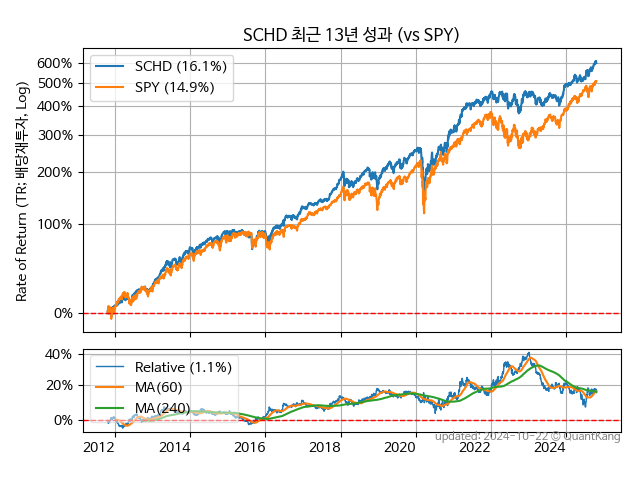 SCHD 최근 13년 성과 (vs SPY)
Rate of Return (TR; 배당재투자, Log)
600%
500%
400%
300%
200%
100%
0%
SCHD (16.1%)
SPY (14.9%)
40%
20%
0%
Relative (1.1%)
MA(60)
MA(240)
2012 2014 2016 2018 2020 2022 2024
updated: 2024-10-22 © QuantKang